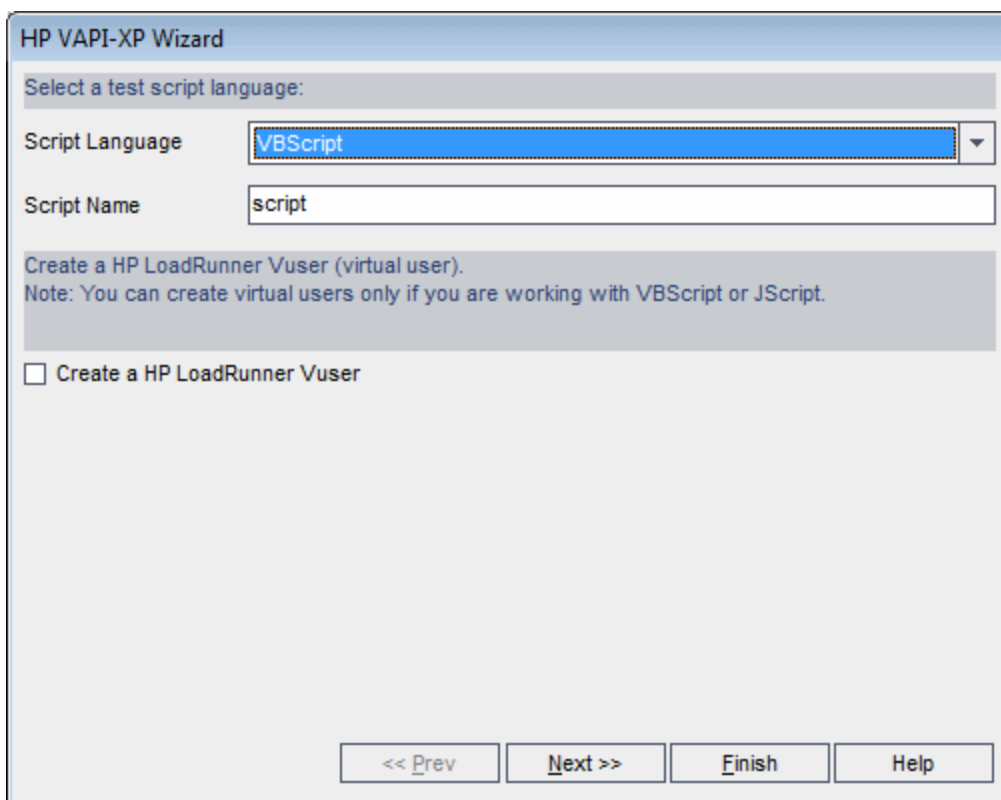 HP VAPI-XP Wizard
Select a test script language:
Script Language VBScript
Script Name script
Create a HP LoadRunner Vuser (virtual user).
Note: You can create virtual users only if you are working with VBScript or JScript.
Create a HP LoadRunner Vuser
<< Prev Next >> Finish Help